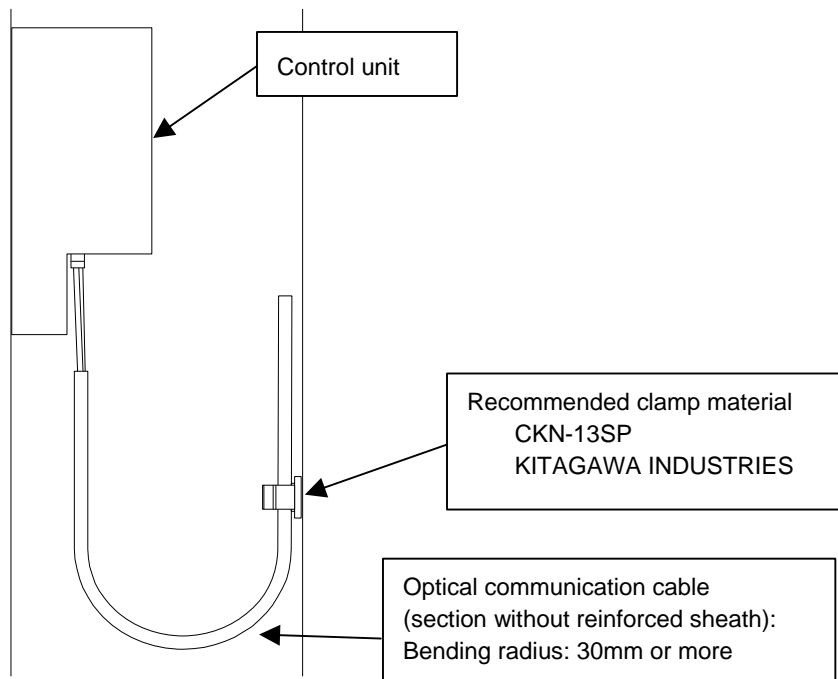 Control unit
Recommended clamp material
CKN-13SP
KITAGAWA INDUSTRIES
Optical communication cable
(section without reinforced sheath):
Bending radius: 30mm or more